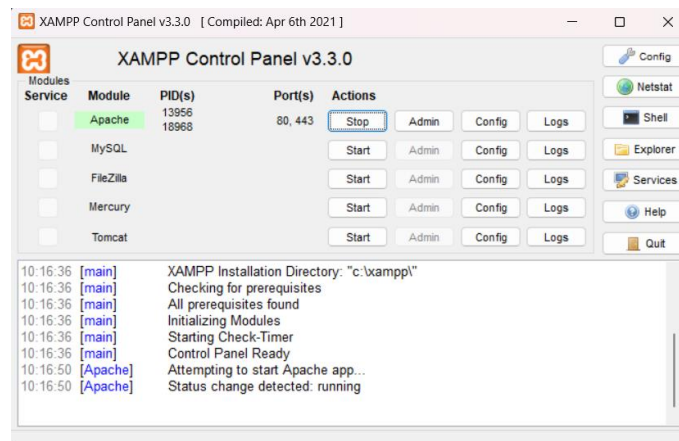 XAMPP Control Panel v3.3.0 [ Compiled: Apr 6th 2021 ]
XAMPP Control Panel v3.3.0
Config
Modules
Service Module PID(s) Port(s) Actions
Netstat
Apache 13956 18968 80, 443 Stop Admin Config Logs
Shell
MySQL Start Admin Config Logs
Explorer
FileZilla Start Admin Config Logs
Services
Mercury Start Admin Config Logs
Help
Tomcat Start Admin Config Logs
Quit
10:16:36 [main] XAMPP Installation Directory: "c:\xampp\"
10:16:36 [main] Checking for prerequisites
10:16:36 [main] All prerequisites found
10:16:36 [main] Initializing Modules
10:16:36 [main] Starting Check-Timer
10:16:36 [main] Control Panel Ready
10:16:50 [Apache] Attempting to start Apache app...
10:16:50 [Apache] Status change detected: running